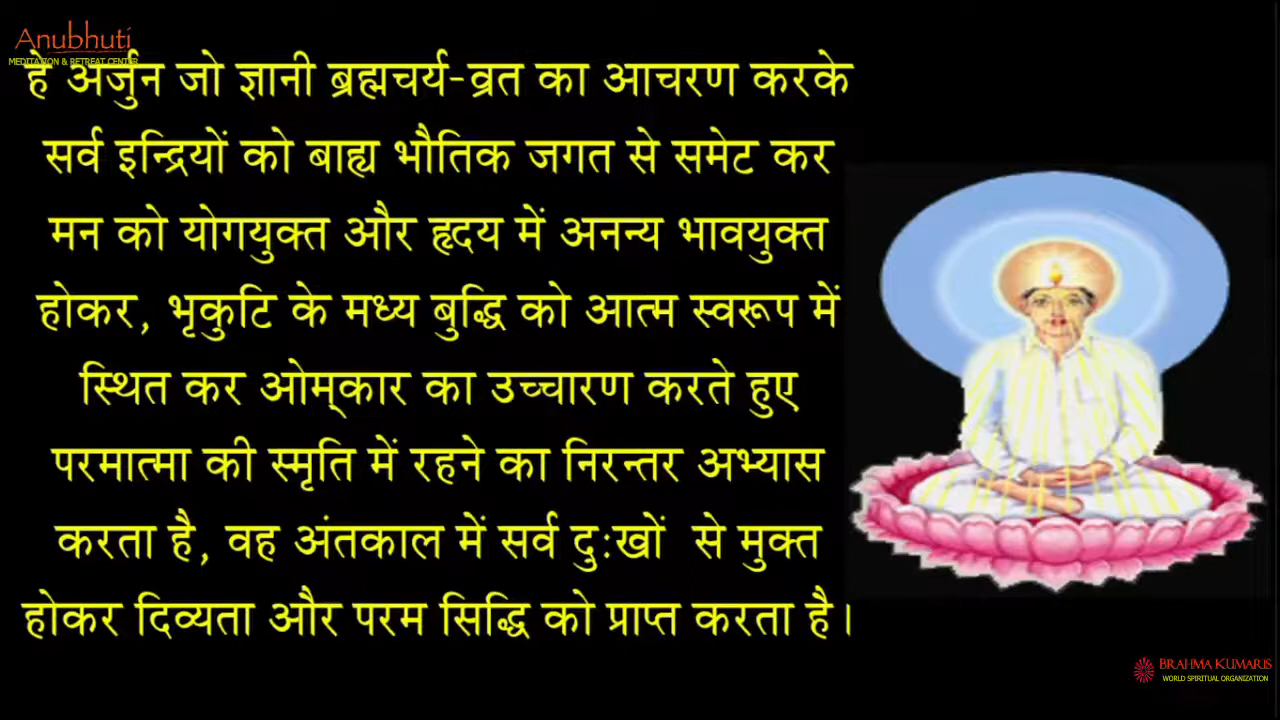 Anubhuti
MEDITATION & RETREAT CENTER
हे अर्जुन जो ज्ञानी ब्रह्मचर्य-व्रत का आचरण करके
सर्व इन्द्रियों को बाह्य भौतिक जगत से समेट कर
मन को योगयुक्त और हृदय में अनन्य भावयुक्त
होकर, भृकुटि के मध्य बुद्धि को आत्म स्वरूप में
स्थित कर ओम्कार का उच्चारण करते हुए
परमात्मा की स्मृति में रहने का निरन्तर अभ्यास
करता है, वह अंतकाल में सर्व दुःखों से मुक्त
होकर दिव्यता और परम सिद्धि को प्राप्त करता है।
BRAHMA KUMARIS
WORLD SPIRITUAL ORGANIZATION